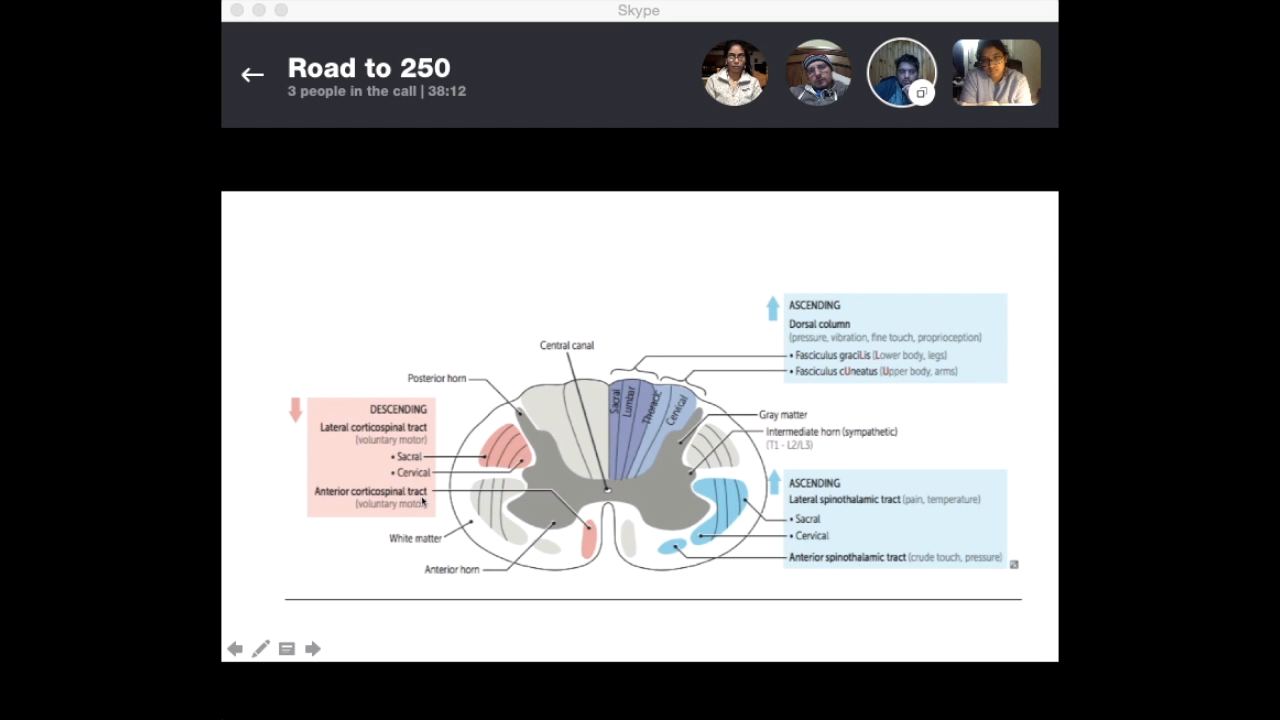 Skype
Road to 250
3 people in the call | 38:12
ASCENDING
Dorsal column
(pressure, vibration, fine touch, proprioception)
• Fasciculus graciLis (Lower body, legs)
• Fasciculus cUneatus (Upper body, arms)
Central canal
Posterior horn
Sacral
Lumbar
Thoracic
Cervical
DESCENDING
Lateral corticospinal tract
(voluntary motor)
• Sacral
• Cervical
Anterior corticospinal tract
(voluntary motor)
Gray matter
Intermediate horn (sympathetic)
(T1 - L2/L3)
ASCENDING
Lateral spinothalamic tract (pain, temperature)
• Sacral
• Cervical
Anterior spinothalamic tract (crude touch, pressure)
White matter
Anterior horn